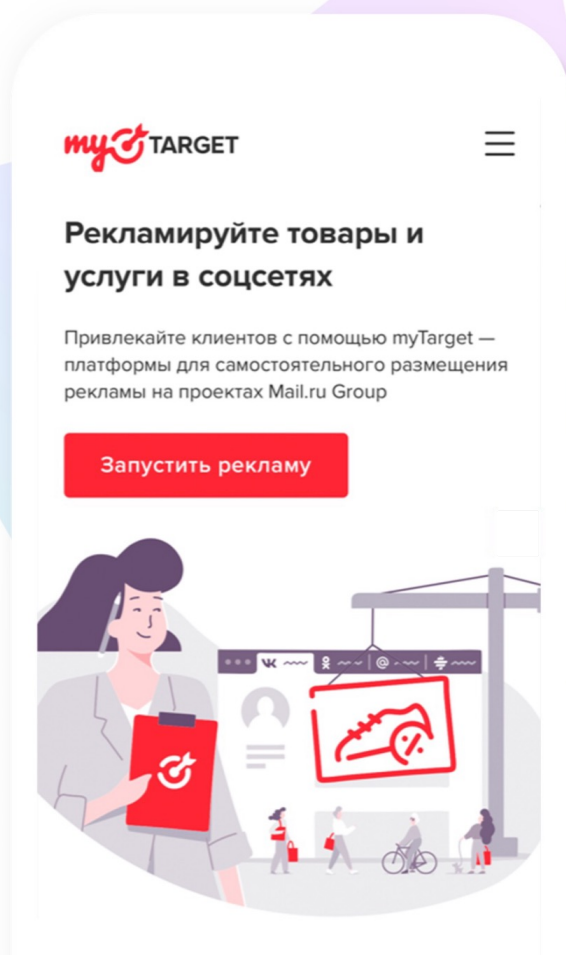 myTARGET
Рекламируйте товары и
услуги в соцсетях
Привлекайте клиентов с помощью myTarget —
платформы для самостоятельного размещения
рекламы на проектах Mail.ru Group
Запустить рекламу